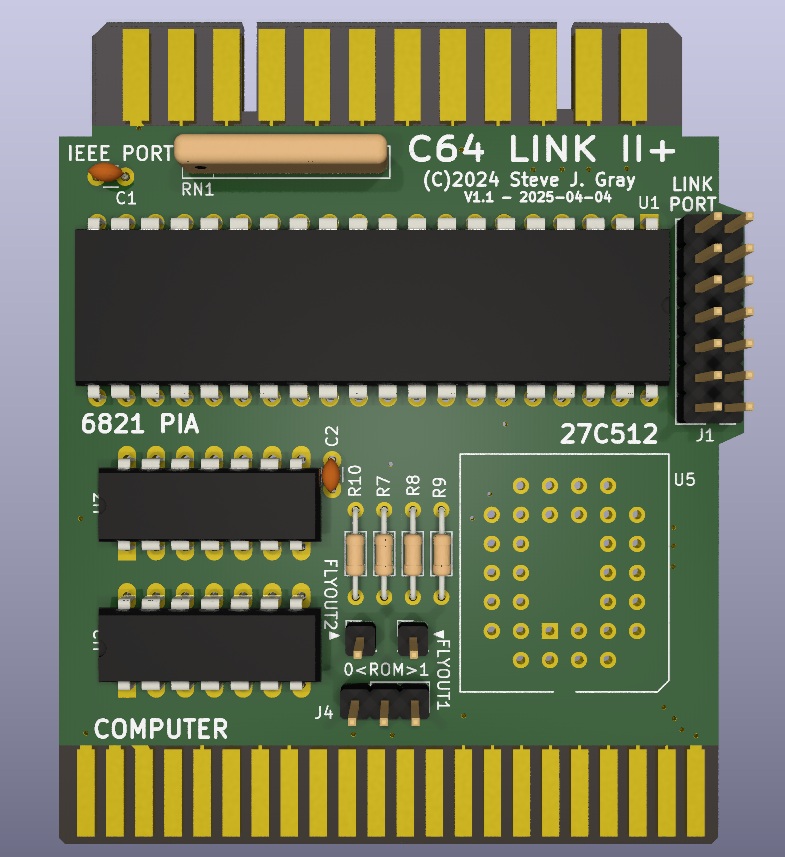 IEEE PORT
C64 LINK II+
(C)2024 Steve J. Gray
V1.1 - 2025-04-04
RN1
C1
U1
LINK
PORT
6821 PIA
27C512
J1
C2
U5
R10
R7
R8
R9
FLYOUT2
0<ROM>1
FLYOUT1
J4
COMPUTER